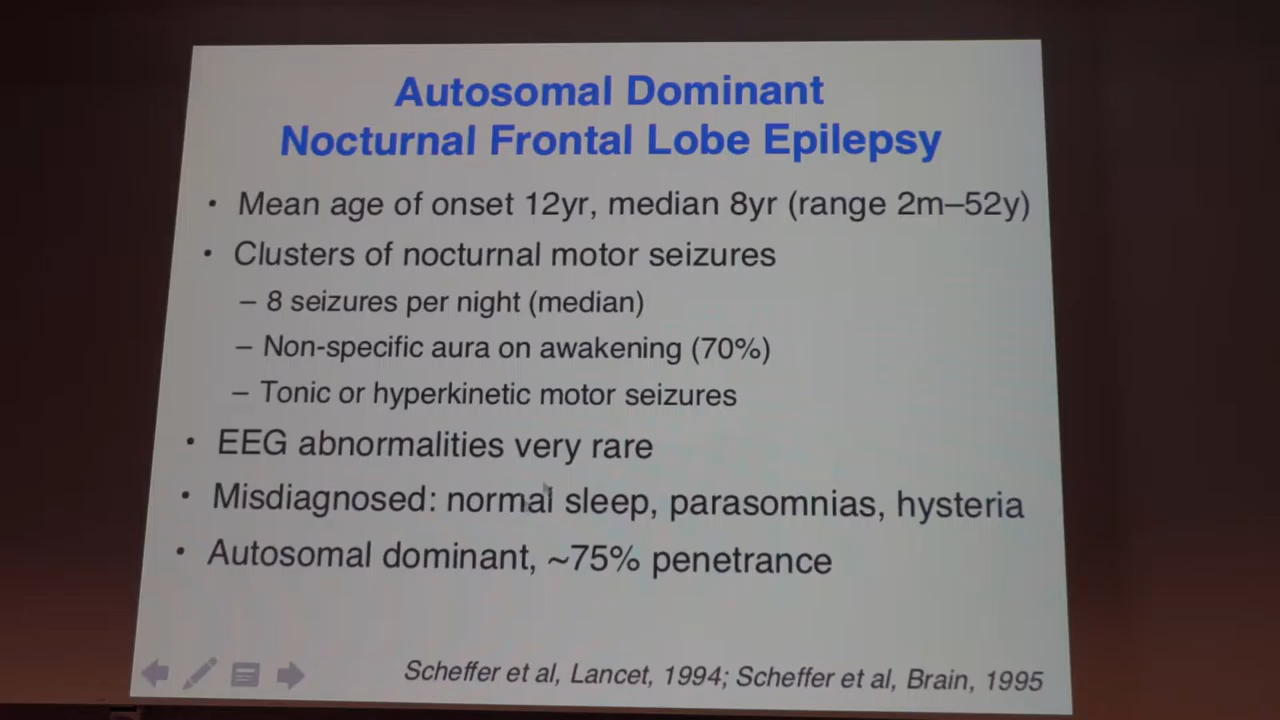 Autosomal Dominant
Nocturnal Frontal Lobe Epilepsy
• Mean age of onset 12yr, median 8yr (range 2m–52y)
• Clusters of nocturnal motor seizures
– 8 seizures per night (median)
– Non-specific aura on awakening (70%)
– Tonic or hyperkinetic motor seizures
• EEG abnormalities very rare
• Misdiagnosed: normal sleep, parasomnias, hysteria
• Autosomal dominant, ~75% penetrance
Scheffer et al, Lancet, 1994; Scheffer et al, Brain, 1995